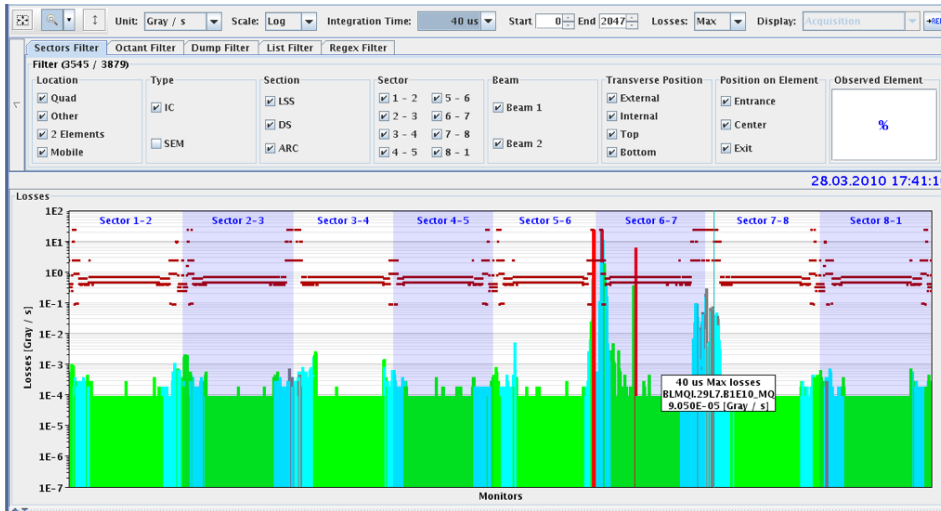 Unit: Gray / s Scale: Log Integration Time: 40 us Start 0 End 2047 Losses: Max Display: Acquisition
Sectors Filter Octant Filter Dump Filter List Filter Regex Filter
Filter (3545 / 3879)
Location Type Section Sector Beam Transverse Position Position on Element Observed Element
Quad IC LSS 1 - 2 5 - 6 Beam 1 External Entrance %
Other DS 2 - 3 6 - 7 Internal Center
2 Elements SEM 3 - 4 7 - 8 Beam 2 Top Exit
Mobile ARC 4 - 5 8 - 1 Bottom
28.03.2010 17:41:1
Losses
1E2 Sector 1-2 Sector 2-3 Sector 3-4 Sector 4-5 Sector 5-6 Sector 6-7 Sector 7-8 Sector 8-1
1E1
1E0
1E-1
1E-2
1E-3
1E-4
1E-5
1E-6
1E-7
Losses [Gray / s]
40 us Max losses
BLMQI.29L7.B1E10_MQ
9.050E-05 [Gray / s]
Monitors